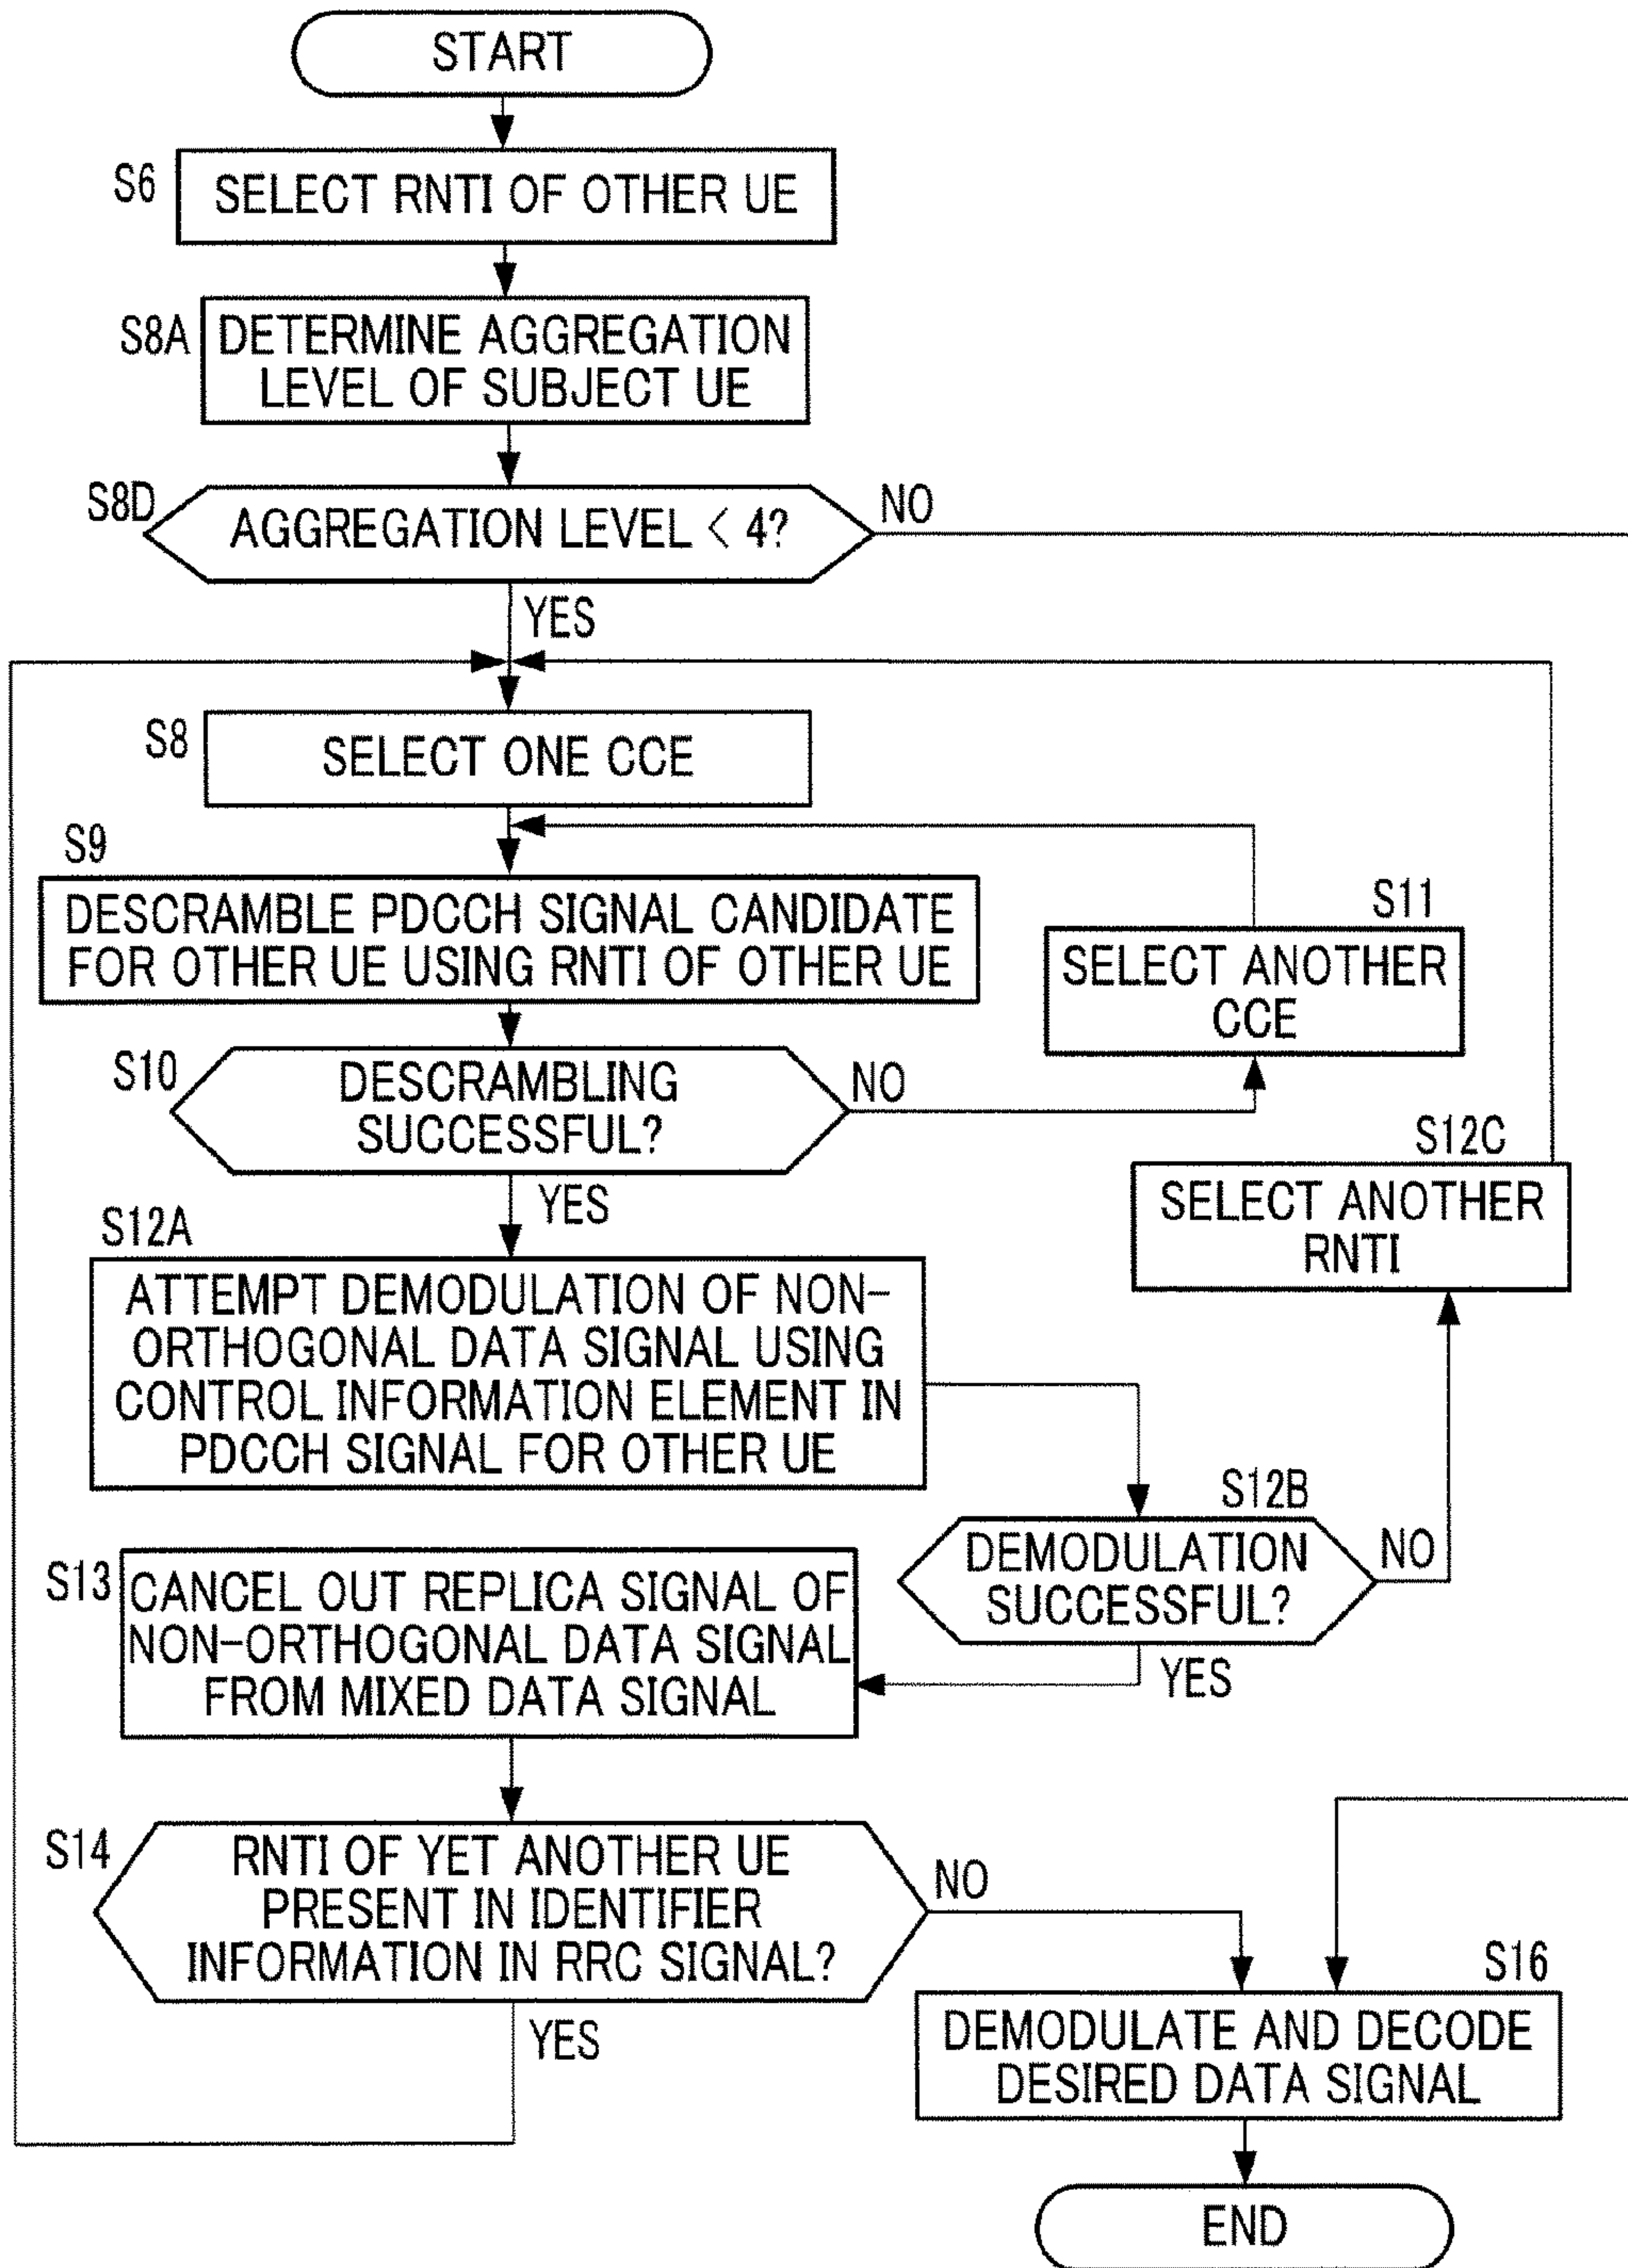 START
S6
SELECT RNTI OF OTHER UE
S8A
DETERMINE AGGREGATION
LEVEL OF SUBJECT UE
S8D
AGGREGATION LEVEL < 4?
NO
YES
S8
SELECT ONE CCE
S9
DESCRAMBLE PDCCH SIGNAL CANDIDATE
FOR OTHER UE USING RNTI OF OTHER UE
S11
SELECT ANOTHER
CCE
S10
DESCRAMBLING
SUCCESSFUL?
NO
YES
S12C
SELECT ANOTHER
RNTI
S12A
ATTEMPT DEMODULATION OF NON-
ORTHOGONAL DATA SIGNAL USING
CONTROL INFORMATION ELEMENT IN
PDCCH SIGNAL FOR OTHER UE
S12B
DEMODULATION
SUCCESSFUL?
NO
YES
S13
CANCEL OUT REPLICA SIGNAL OF
NON-ORTHOGONAL DATA SIGNAL
FROM MIXED DATA SIGNAL
S14
RNTI OF YET ANOTHER UE
PRESENT IN IDENTIFIER
INFORMATION IN RRC SIGNAL?
NO
YES
S16
DEMODULATE AND DECODE
DESIRED DATA SIGNAL
END